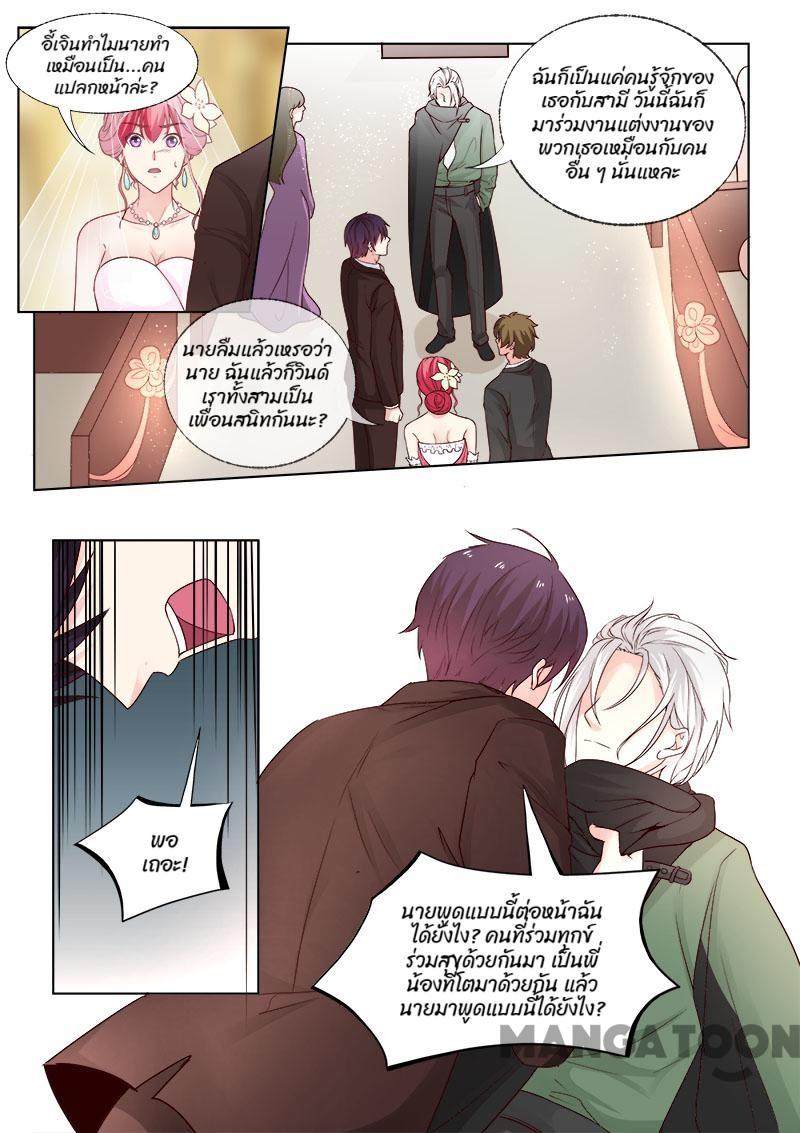 อี้เจินทำไมนายทำ
เหมือนเป็น...คน
แปลกหน้าล่ะ?
ฉันก็เป็นแค่คนรู้จักของ
เธอกับสามี วันนี้ฉันก็
มาร่วมงานแต่งงานของ
พวกเธอเหมือนกับคน
อื่น ๆ นั่นแหละ
นายลืมแล้วเหรอว่า
นาย ฉันแล้วก็วินด์
เราทั้งสามเป็น
เพื่อนสนิทกันนะ?
พอ
เถอะ!
นายพูดแบบนี้ต่อหน้าฉัน
ได้ยังไง? คนที่ร่วมทุกข์
ร่วมสุขด้วยกันมา เป็นพี่
น้องที่โตมาด้วยกัน แล้ว
นายมาพูดแบบนี้ได้ยังไง?
MANGATOON